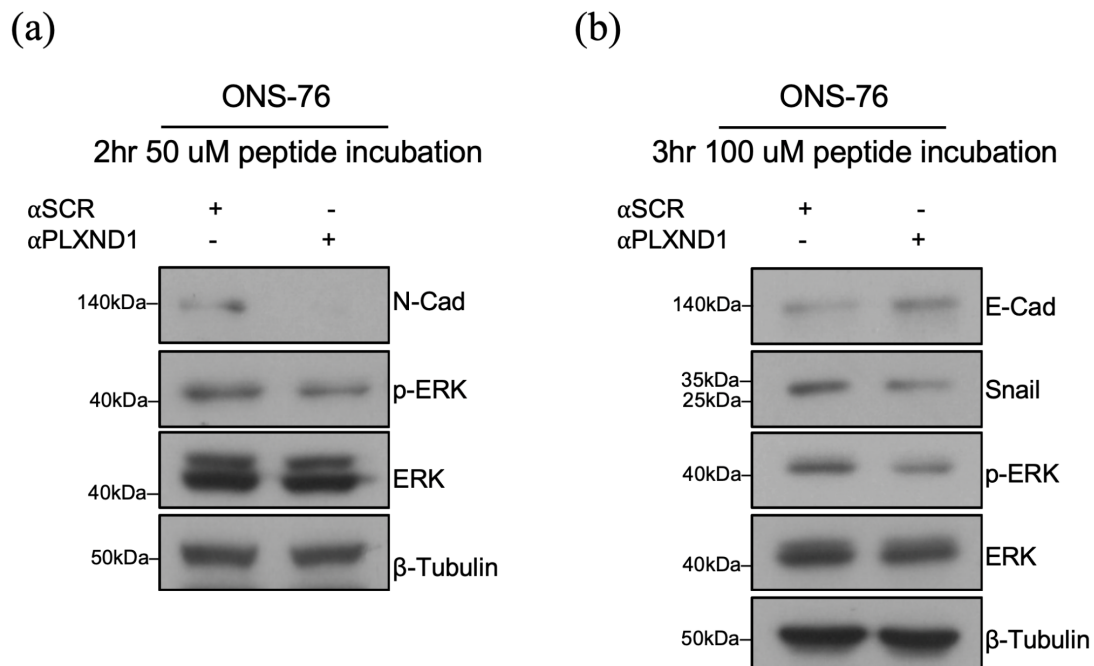 (a)
ONS-76
2hr 50 uM peptide incubation
αSCR + -
αPLXND1 - +
140kDa
N-Cad
40kDa
p-ERK
40kDa
ERK
50kDa
β-Tubulin
(b)
ONS-76
3hr 100 uM peptide incubation
αSCR + -
αPLXND1 - +
140kDa
E-Cad
35kDa
25kDa
Snail
40kDa
p-ERK
40kDa
ERK
50kDa
β-Tubulin